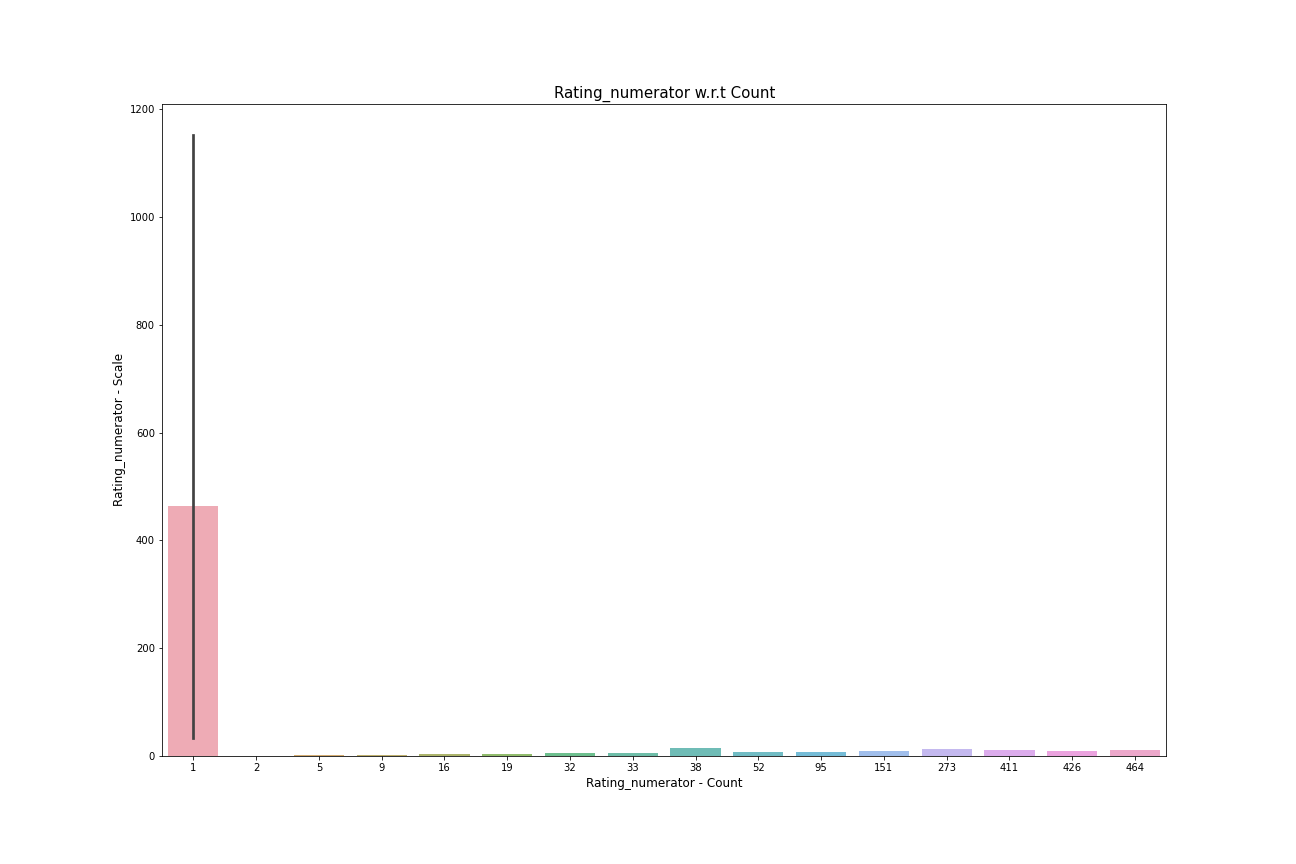 Rating_numerator w.r.t Count
1200
1000
800
600
400
200
0
Rating_numerator - Scale
1 2 5 9 16 19 32 33 38 52 95 151 273 411 426 464
Rating_numerator - Count